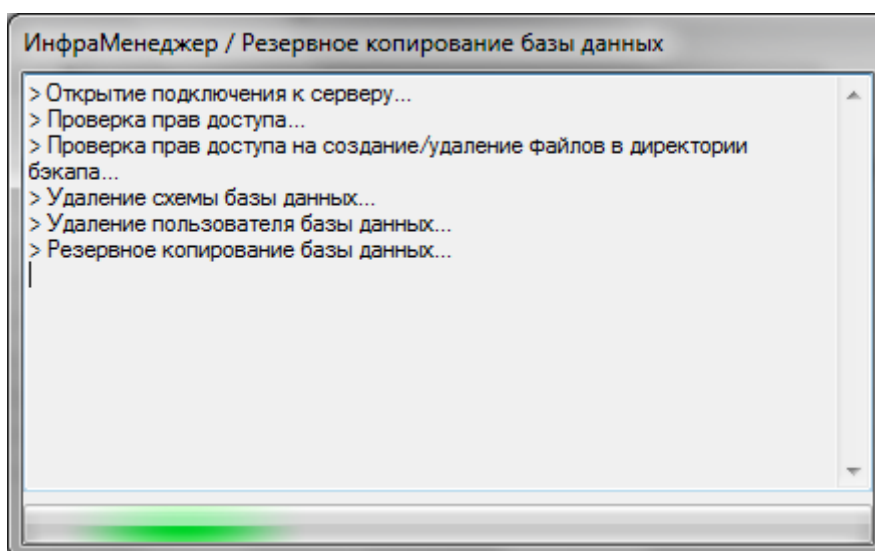 ИнфраМенеджер / Резервное копирование базы данных
> Открытие подключения к серверу...
> Проверка прав доступа...
> Проверка прав доступа на создание/удаление файлов в директории
бэкапа...
> Удаление схемы базы данных...
> Удаление пользователя базы данных...
> Резервное копирование базы данных...